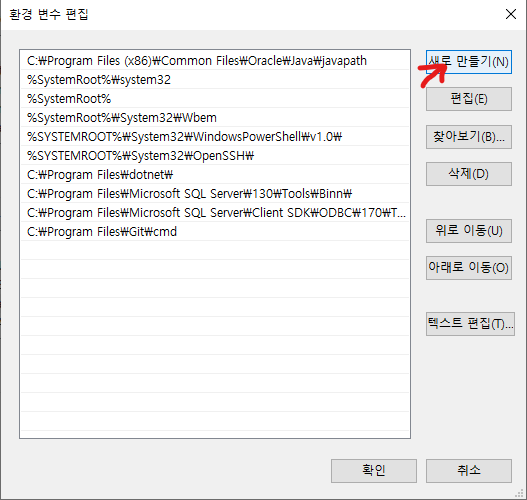 환경 변수 편집
C:₩Program Files (x86)₩Common Files₩Oracle₩Java₩javapath
%SystemRoot%₩system32
%SystemRoot%
%SystemRoot%₩System32₩Wbem
%SYSTEMROOT%₩System32₩WindowsPowerShell₩v1.0₩
%SYSTEMROOT%₩System32₩OpenSSH₩
C:₩Program Files₩dotnet₩
C:₩Program Files₩Microsoft SQL Server₩130₩Tools₩Binn₩
C:₩Program Files₩Microsoft SQL Server₩Client SDK₩ODBC₩170₩T...
C:₩Program Files₩Git₩cmd
새로 만들기(N)
편집(E)
찾아보기(B)...
삭제(D)
위로 이동(U)
아래로 이동(O)
텍스트 편집(T)...
확인
취소